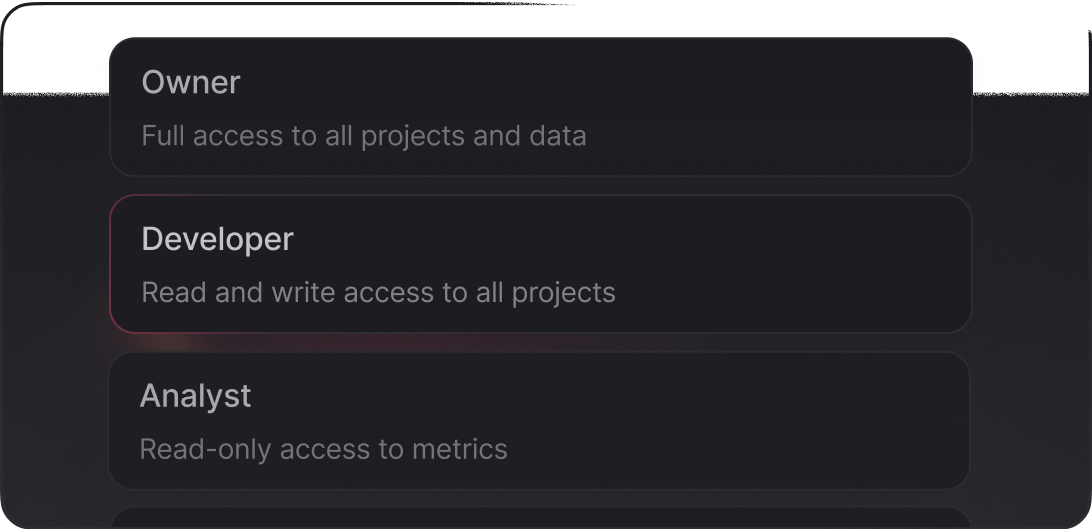 Owner
Full access to all projects and data
Developer
Read and write access to all projects
Analyst
Read-only access to metrics